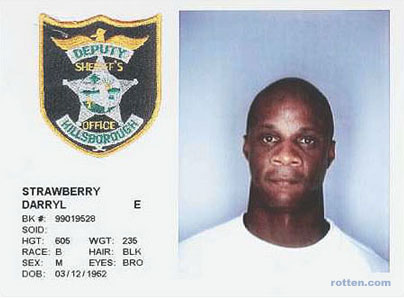 DEPUTY
SHERIFF'S
OFFICE
HILLSBOROUGH
STRAWBERRY
DARRYL E
BK #: 99019528
SOID:
HGT: 605 WGT: 235
RACE: B HAIR: BLK
SEX: M EYES: BRO
DOB: 03/12/1962
rotten.com